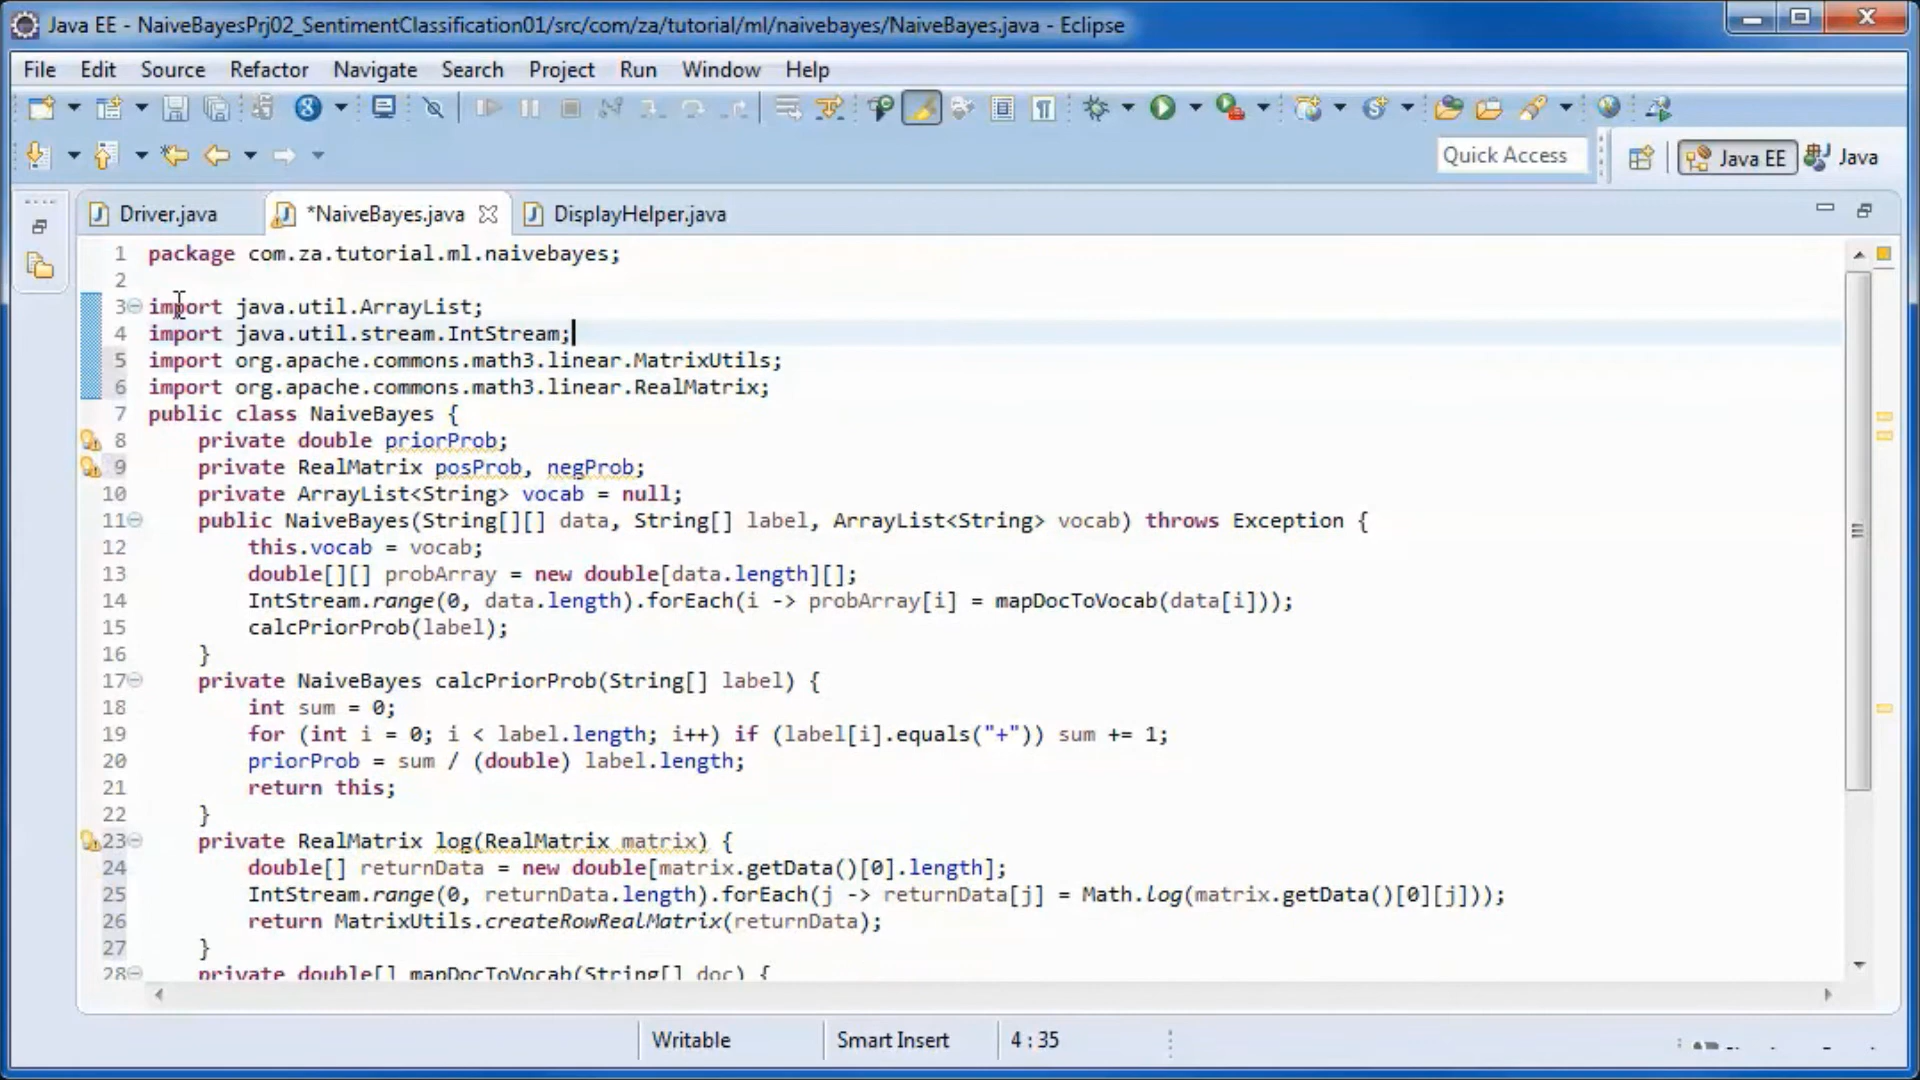 Java EE - NaiveBayesPrj02_SentimentClassification01/src/com/za/tutorial/ml/naivebayes/NaiveBayes.java - Eclipse
File Edit Source Refactor Navigate Search Project Run Window Help
Quick Access Java EE Java
Driver.java *NaiveBayes.java DisplayHelper.java
1 package com.za.tutorial.ml.naivebayes;
2
3 import java.util.ArrayList;
4 import java.util.stream.IntStream;
5 import org.apache.commons.math3.linear.MatrixUtils;
6 import org.apache.commons.math3.linear.RealMatrix;
7 public class NaiveBayes {
8 private double priorProb;
9 private RealMatrix posProb, negProb;
10 private ArrayList<String> vocab = null;
11 public NaiveBayes(String[][] data, String[] label, ArrayList<String> vocab) throws Exception {
12 this.vocab = vocab;
13 double[][] probArray = new double[data.length][];
14 IntStream.range(0, data.length).forEach(i -> probArray[i] = mapDocToVocab(data[i]));
15 calcPriorProb(label);
16 }
17 private NaiveBayes calcPriorProb(String[] label) {
18 int sum = 0;
19 for (int i = 0; i < label.length; i++) if (label[i].equals("+")) sum += 1;
20 priorProb = sum / (double) label.length;
21 return this;
22 }
23 private RealMatrix log(RealMatrix matrix) {
24 double[] returnData = new double[matrix.getData()[0].length];
25 IntStream.range(0, returnData.length).forEach(j -> returnData[j] = Math.log(matrix.getData()[0][j]));
26 return MatrixUtils.createRowRealMatrix(returnData);
27 }
28 private double[] mapDocToVocab(String[] doc) {
Writable Smart Insert 4 : 35